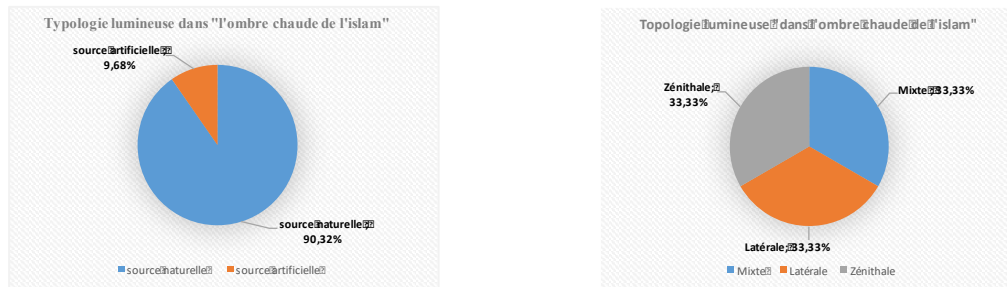 Typologie lumineuse dans "l'ombre chaude de l'islam"
source artificielle ;
9,68%
source naturelle ;
90,32%
source naturelle
source artificielle
Topologie lumineuse dans l'ombre chaude de l'islam"
Zénithale;
33,33%
Mixte ; 33,33%
Latérale; 33,33%
Mixte
Latérale
Zénithale